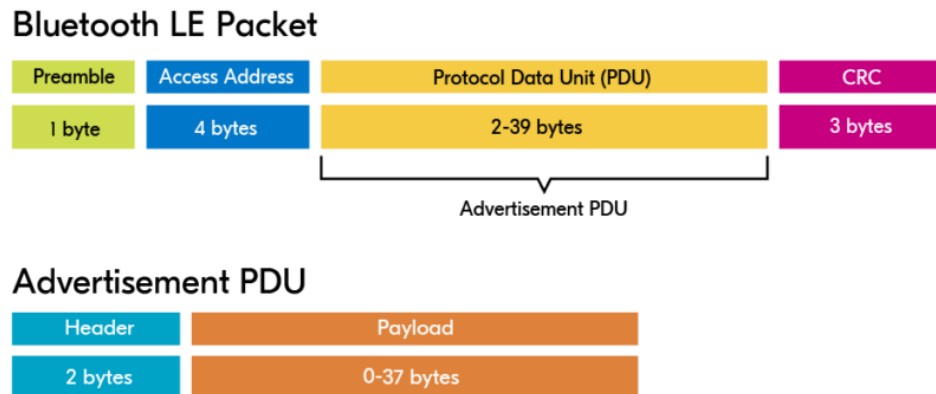 Bluetooth LE Packet
Preamble Access Address Protocol Data Unit (PDU) CRC
1 byte 4 bytes 2-39 bytes 3 bytes
Advertisement PDU
Advertisement PDU
Header Payload
2 bytes 0-37 bytes